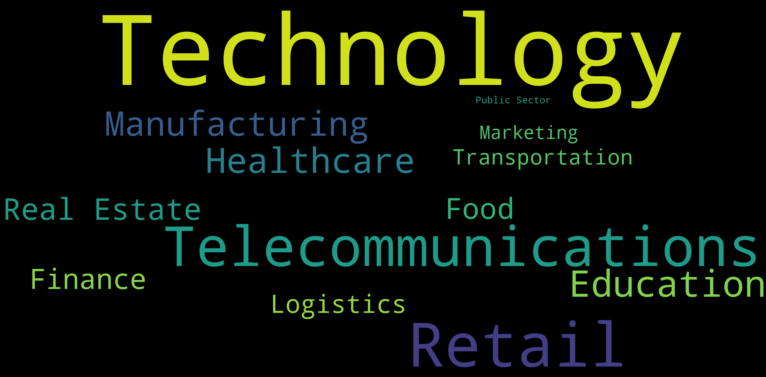 Technology
Public Sector
Manufacturing
Marketing
Healthcare
Transportation
Real Estate
Food
Telecommunications
Finance
Education
Logistics
Retail